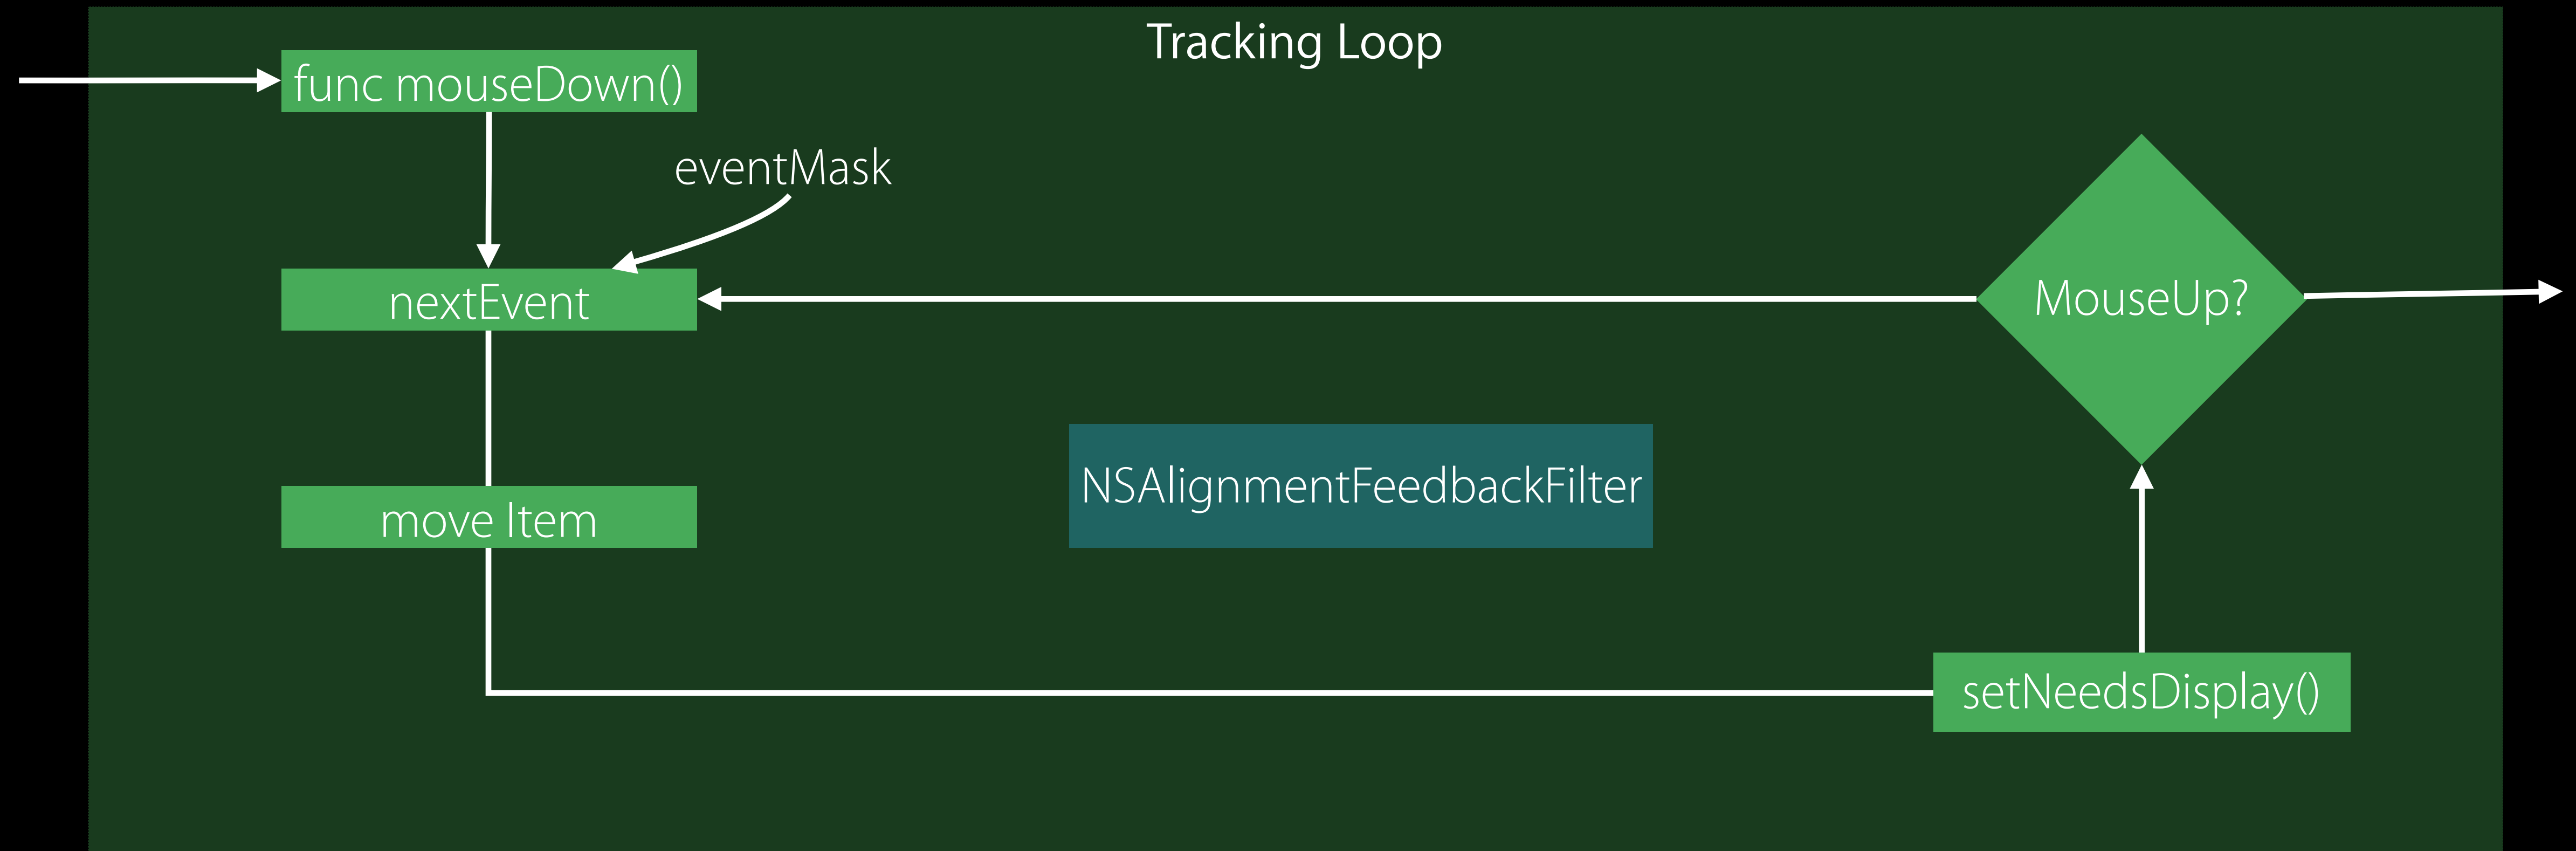 Tracking Loop
func mouseDown()
eventMask
nextEvent
MouseUp?
NSAlignmentFeedbackFilter
move Item
setNeedsDisplay()